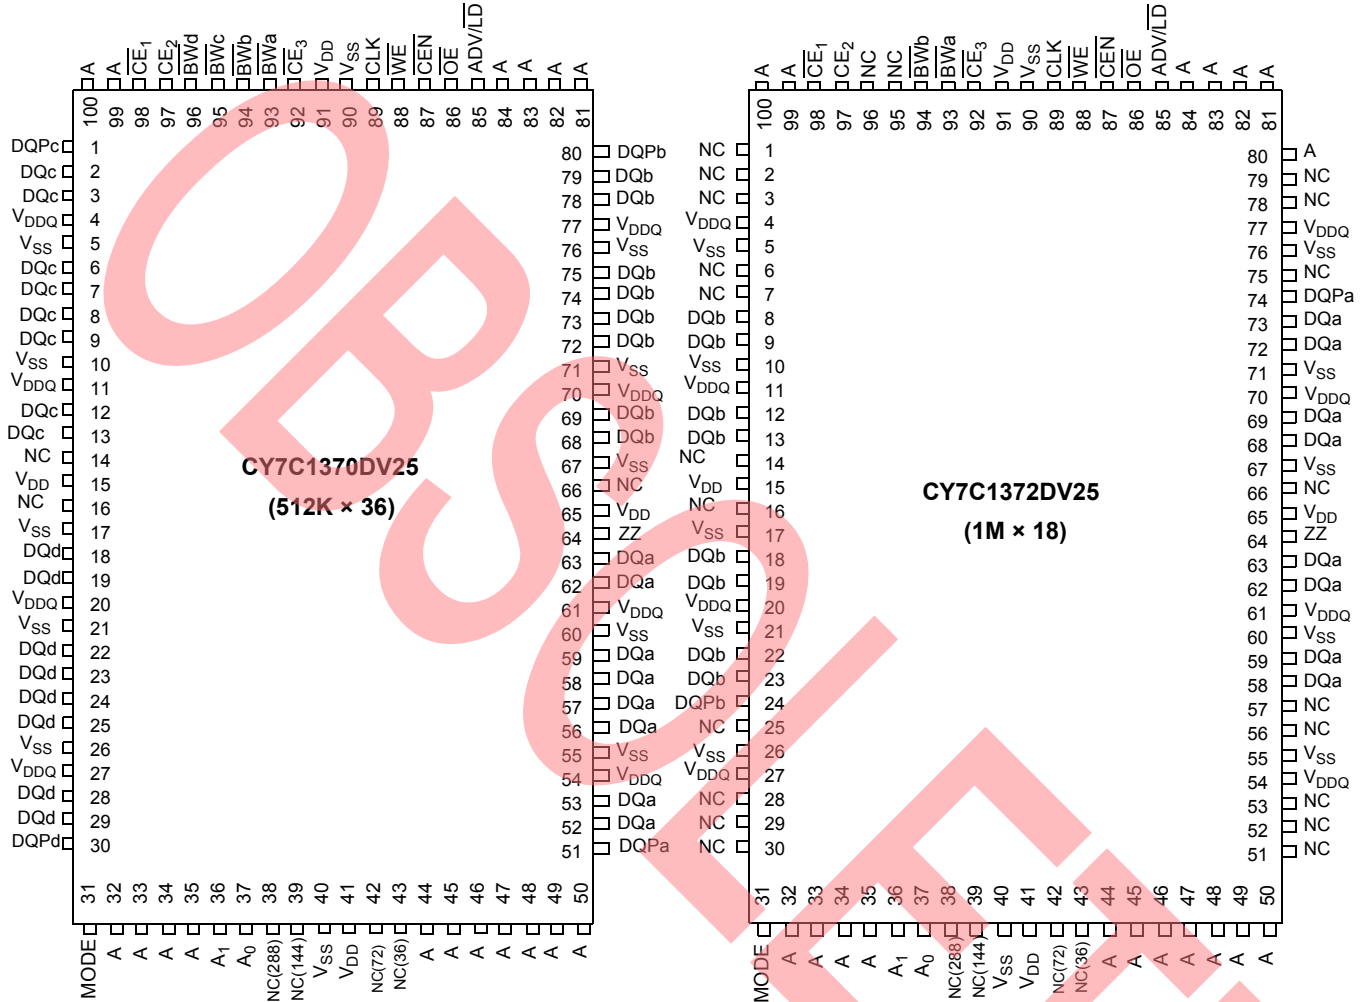 A A CE1 CE2 BWd BWc BWb BWa CE3 VDD VSS CLK WE CEN OE ADV/LD A A A A
100 99 98 97 96 95 94 93 92 91 90 89 88 87 86 85 84 83 82 81
DQPc 1
DQc 2
DQc 3
VDDQ 4
VSS 5
DQc 6
DQc 7
DQc 8
DQc 9
VSS 10
VDDQ 11
DQc 12
DQc 13
NC 14
VDD 15
NC 16
VSS 17
DQd 18
DQd 19
VDDQ 20
VSS 21
DQd 22
DQd 23
DQd 24
DQd 25
VSS 26
VDDQ 27
DQd 28
DQd 29
DQPd 30
CY7C1370DV25
(512K × 36)
80 DQPb
79 DQb
78 DQb
77 VDDQ
76 VSS
75 DQb
74 DQb
73 DQb
72 DQb
71 VSS
70 VDDQ
69 DQb
68 DQb
67 VSS
66 NC
65 VDD
64 ZZ
63 DQa
62 DQa
61 VDDQ
60 VSS
59 DQa
58 DQa
57 DQa
56 DQa
55 VSS
54 VDDQ
53 DQa
52 DQa
51 DQPa
31 32 33 34 35 36 37 38 39 40 41 42 43 44 45 46 47 48 49 50
MODE A A A A A1 A0 NC(288) NC(144) VSS VDD NC(72) NC(36) A A A A A A A
A A CE1 CE2 NC NC BWb BWa CE3 VDD VSS CLK WE CEN OE ADV/LD A A A A
100 99 98 97 96 95 94 93 92 91 90 89 88 87 86 85 84 83 82 81
NC 1
NC 2
NC 3
VDDQ 4
VSS 5
NC 6
NC 7
DQb 8
DQb 9
VSS 10
VDDQ 11
DQb 12
DQb 13
NC 14
VDD 15
NC 16
VSS 17
DQb 18
DQb 19
VDDQ 20
VSS 21
DQb 22
DQb 23
DQPb 24
NC 25
VSS 26
VDDQ 27
NC 28
NC 29
NC 30
CY7C1372DV25
(1M × 18)
80 A
79 NC
78 NC
77 VDDQ
76 VSS
75 NC
74 DQPa
73 DQa
72 DQa
71 VSS
70 VDDQ
69 DQa
68 DQa
67 VSS
66 NC
65 VDD
64 ZZ
63 DQa
62 DQa
61 VDDQ
60 VSS
59 DQa
58 DQa
57 NC
56 NC
55 VSS
54 VDDQ
53 NC
52 NC
51 NC
31 32 33 34 35 36 37 38 39 40 41 42 43 44 45 46 47 48 49 50
MODE A A A A A1 A0 NC(288) NC(144) VSS VDD NC(72) NC(36) A A A A A A A
OBSOLET